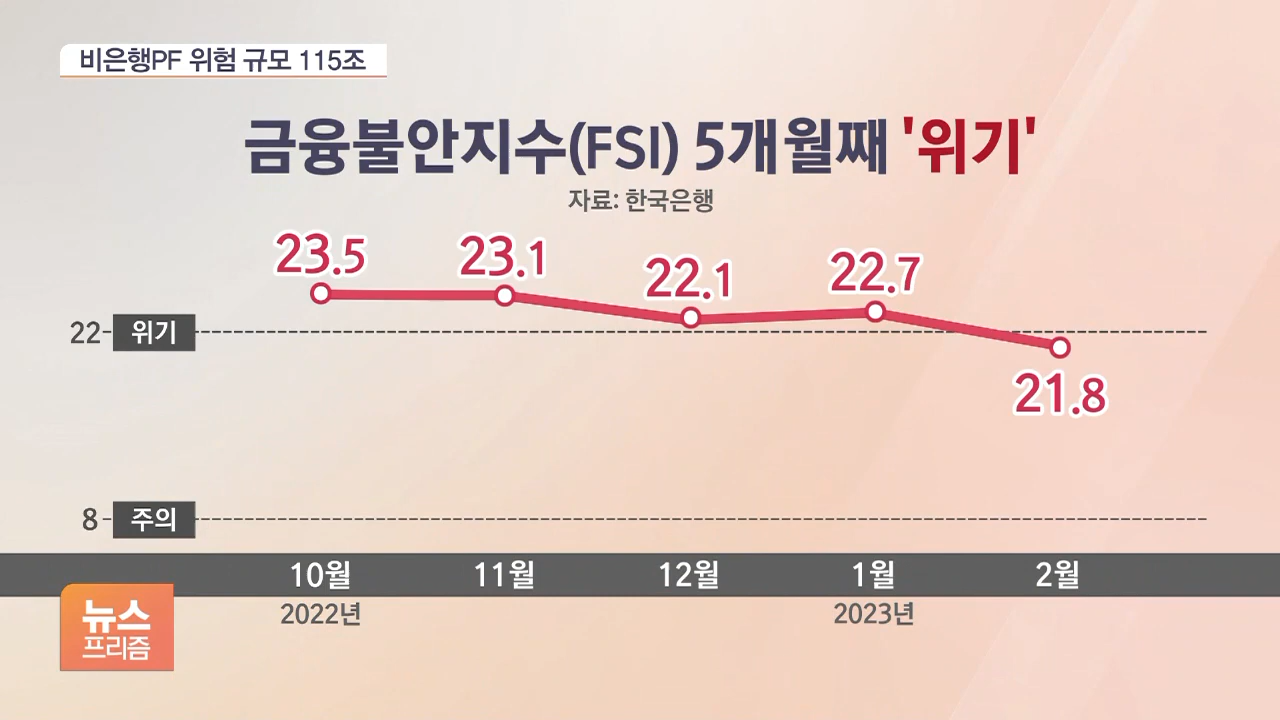 비은행PF 위험 규모 115조
금융불안지수(FSI) 5개월째 '위기'
자료: 한국은행
23.5
23.1
22.1
22.7
21.8
22
위기
8
주의
10월
11월
12월
1월
2월
2022년
2023년
뉴스
프리즘